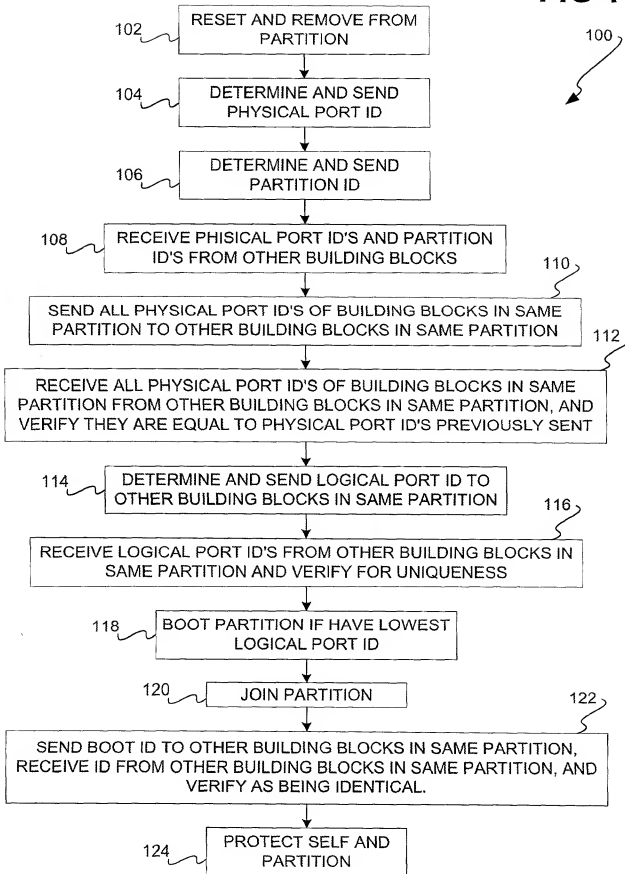 100
102
RESET AND REMOVE FROM
PARTITION
104
DETERMINE AND SEND
PHYSICAL PORT ID
106
DETERMINE AND SEND
PARTITION ID
108
RECEIVE PHISICAL PORT ID'S AND PARTITION
ID'S FROM OTHER BUILDING BLOCKS
110
SEND ALL PHYSICAL PORT ID'S OF BUILDING BLOCKS IN SAME
PARTITION TO OTHER BUILDING BLOCKS IN SAME PARTITION
112
RECEIVE ALL PHYSICAL PORT ID'S OF BUILDING BLOCKS IN SAME
PARTITION FROM OTHER BUILDING BLOCKS IN SAME PARTITION, AND
VERIFY THEY ARE EQUAL TO PHYSICAL PORT ID'S PREVIOUSLY SENT
114
DETERMINE AND SEND LOGICAL PORT ID TO
OTHER BUILDING BLOCKS IN SAME PARTITION
116
RECEIVE LOGICAL PORT ID'S FROM OTHER BUILDING BLOCKS IN
SAME PARTITION AND VERIFY FOR UNIQUENESS
118
BOOT PARTITION IF HAVE LOWEST
LOGICAL PORT ID
120
JOIN PARTITION
122
SEND BOOT ID TO OTHER BUILDING BLOCKS IN SAME PARTITION,
RECEIVE ID FROM OTHER BUILDING BLOCKS IN SAME PARTITION, AND
VERIFY AS BEING IDENTICAL.
124
PROTECT SELF AND
PARTITION